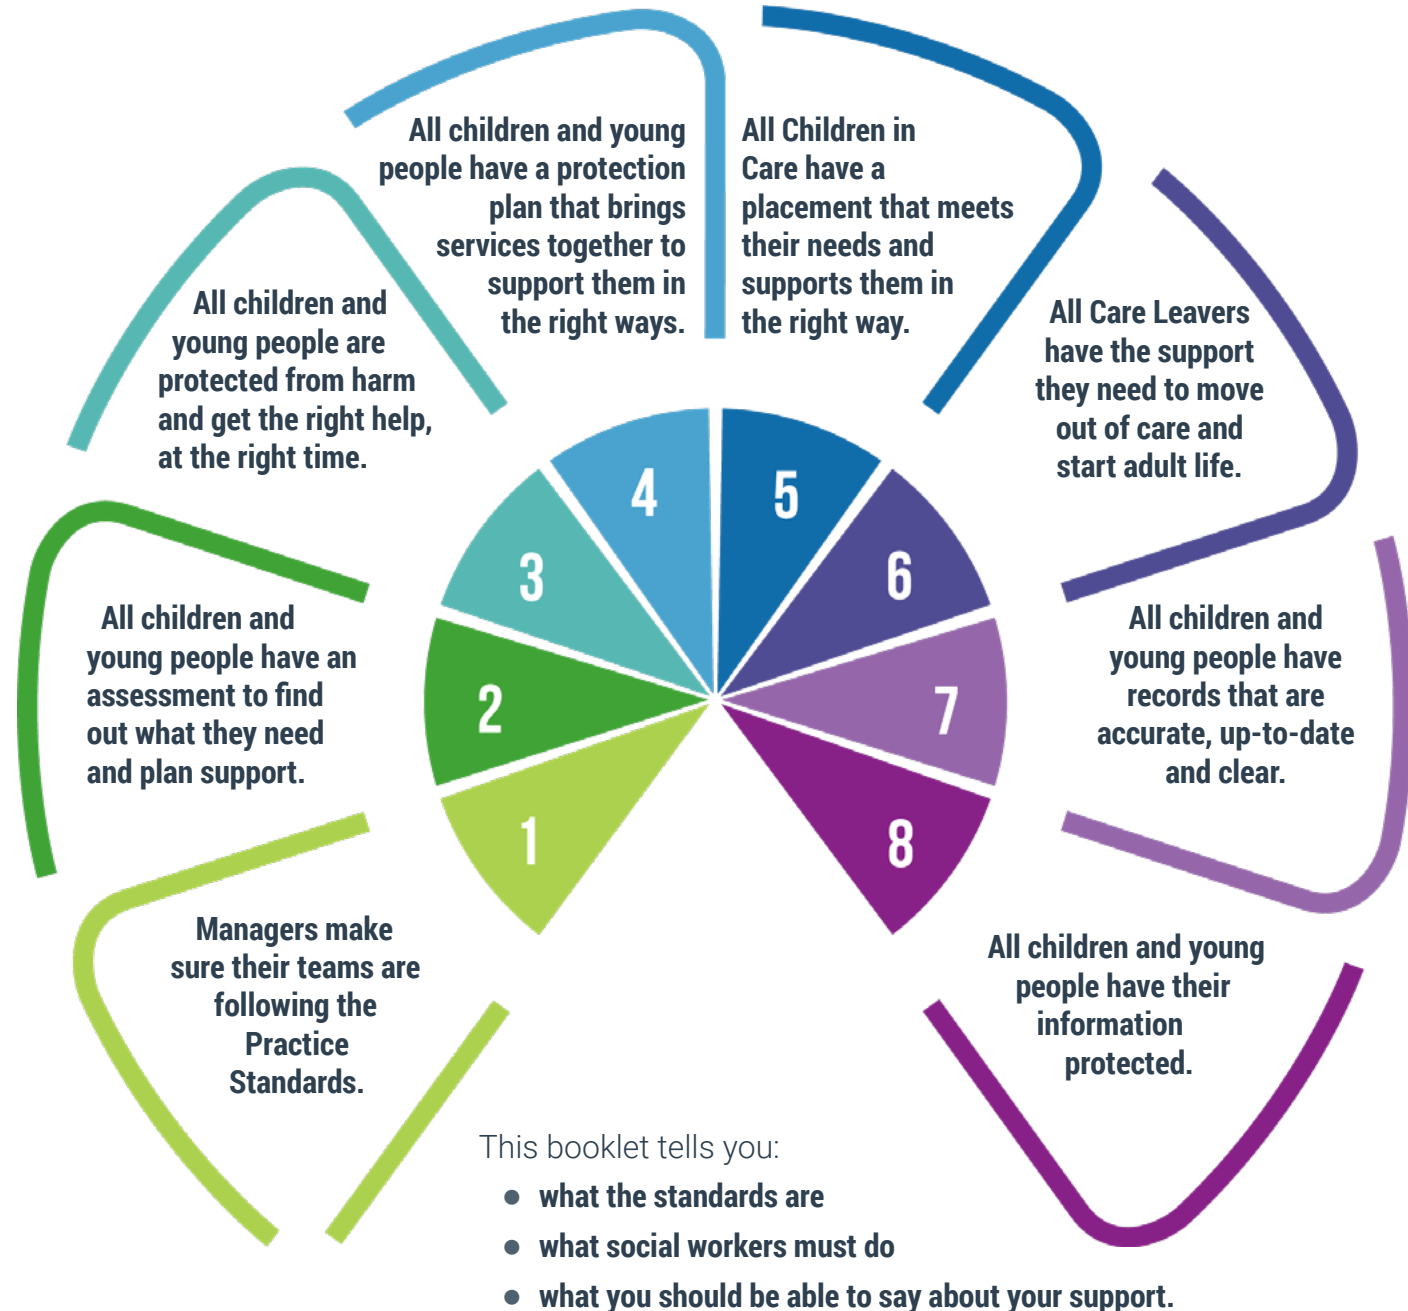 1
Managers make
sure their teams are
following the
Practice
Standards.
2
All children and
young people have an
assessment to find
out what they need
and plan support.
3
All children and
young people are
protected from harm
and get the right help,
at the right time.
4
All children and young
people have a protection
plan that brings
services together to
support them in
the right ways.
5
All Children in
Care have a
placement that meets
their needs and
supports them in
the right way.
6
All Care Leavers
have the support
they need to move
out of care and
start adult life.
7
All children and
young people have
records that are
accurate, up-to-date
and clear.
8
All children and young
people have their
information
protected.
This booklet tells you:
● what the standards are
● what social workers must do
● what you should be able to say about your support.